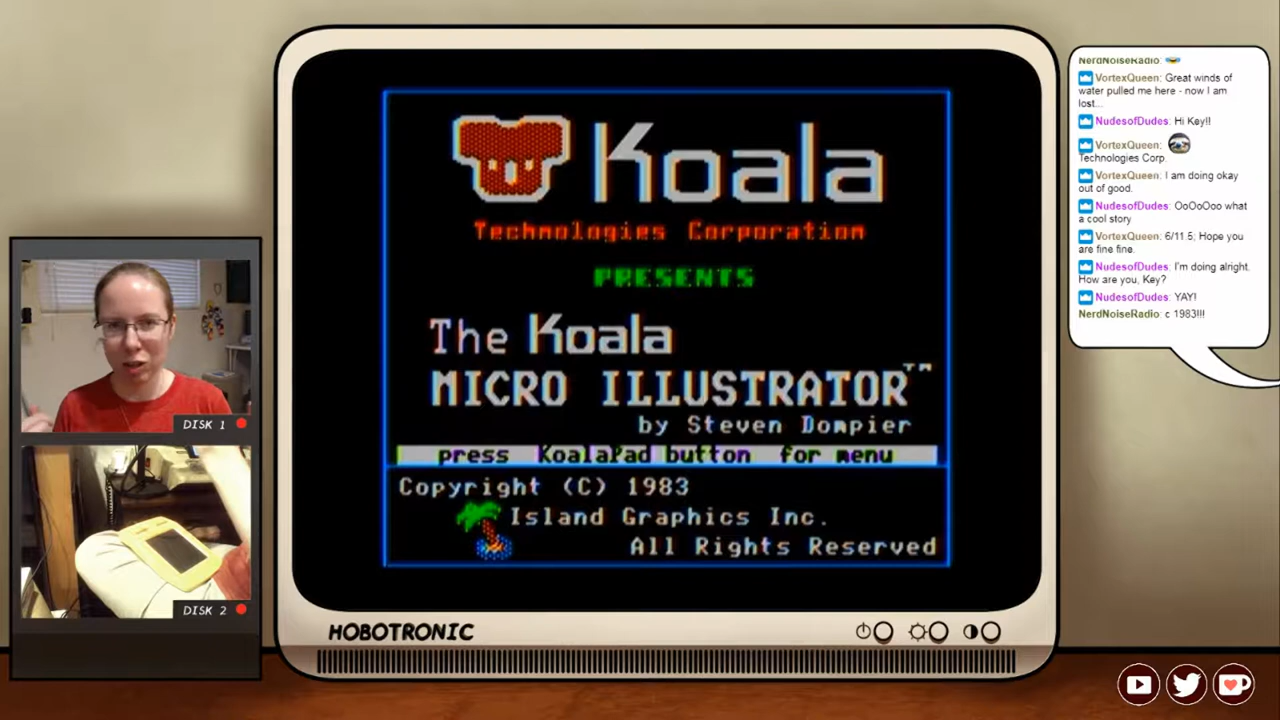 Koala
Technologies Corporation
PRESENTS
The Koala
MICRO ILLUSTRATOR™
by Steven Dompier
press KoalaPad button for menu
Copyright (C) 1983
Island Graphics Inc.
All Rights Reserved
HOBOTRONIC
DISK 1
DISK 2
NerdNoiseRadio:
VortexQueen: Great winds of
water pulled me here - now I am
lost...
NudesofDudes: Hi Key!!
VortexQueen:
Technologies Corp.
VortexQueen: I am doing okay
out of good.
NudesofDudes: OoOoOoo what
a cool story
VortexQueen: 6/11.5; Hope you
are fine fine.
NudesofDudes: I'm doing alright.
How are you, Key?
NudesofDudes: YAY!
NerdNoiseRadio: c 1983!!!